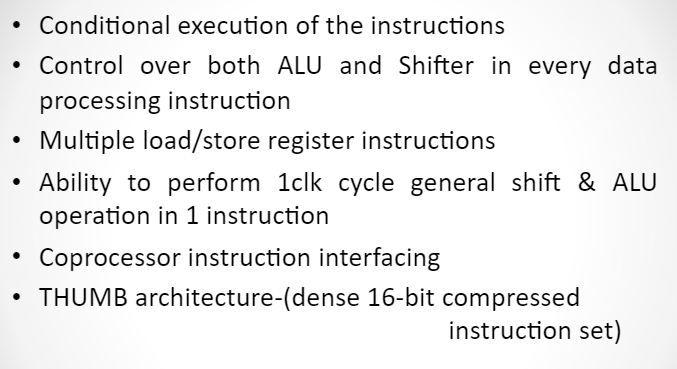 • Conditional execution of the instructions
• Control over both ALU and Shifter in every data
processing instruction
• Multiple load/store register instructions
• Ability to perform 1clk cycle general shift & ALU
operation in 1 instruction
• Coprocessor instruction interfacing
• THUMB architecture-(dense 16-bit compressed
instruction set)